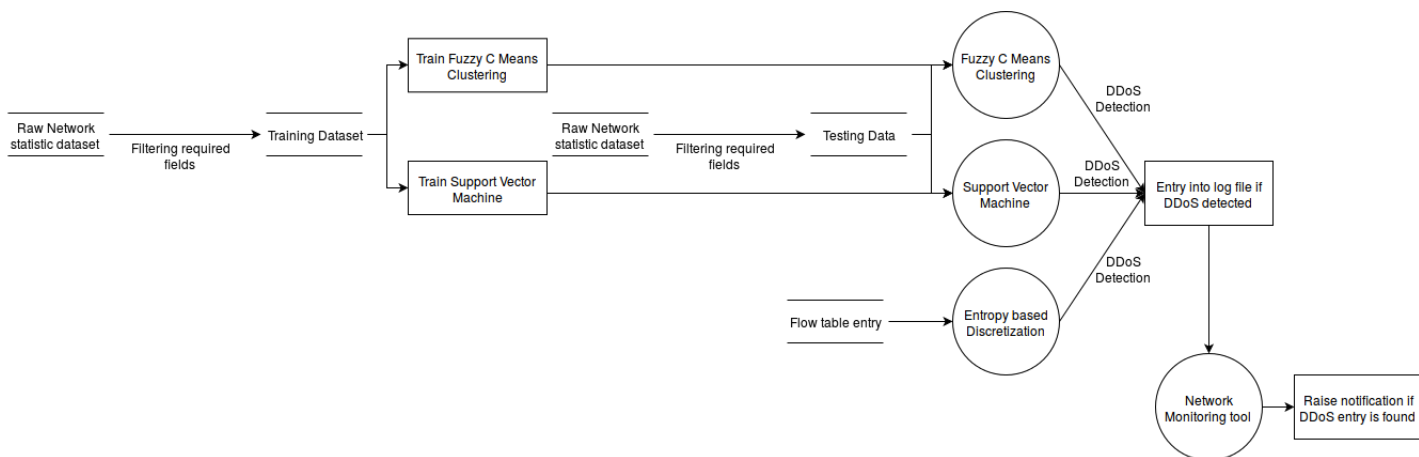 Train Fuzzy C Means
Clustering
Fuzzy C Means
Clustering
DDoS
Detection
Raw Network
statistic dataset
Filtering required
fields
Training Dataset
Raw Network
statistic dataset
Filtering required
fields
Testing Data
Train Support Vector
Machine
Support Vector
Machine
DDoS
Detection
Entry into log file if
DDoS detected
DDoS
Detection
Flow table entry
Entropy based
Discretization
Network
Monitoring tool
Raise notification if
DDoS entry is found